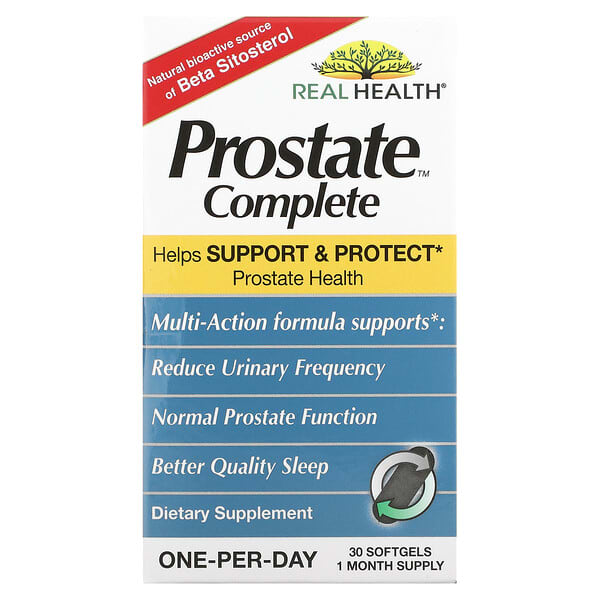 Natural bioactive source
of Beta Sitosterol
REAL HEALTH®
Prostate™
Complete
Helps SUPPORT & PROTECT*
Prostate Health
Multi-Action formula supports*:
Reduce Urinary Frequency
Normal Prostate Function
Better Quality Sleep
Dietary Supplement
ONE-PER-DAY
30 SOFTGELS
1 MONTH SUPPLY